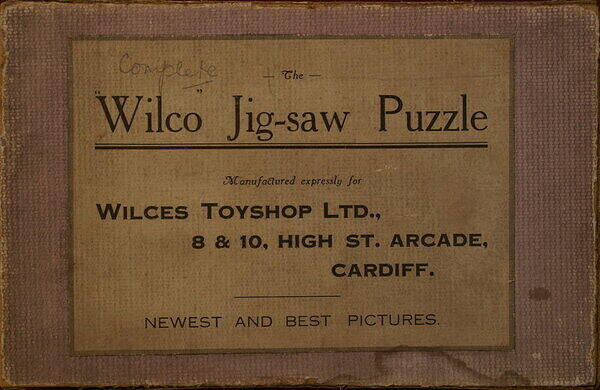 Complete
— The —
"Wilco" Jig-saw Puzzle
Manufactured expressly for
WILCES TOYSHOP LTD.,
8 & 10, HIGH ST. ARCADE,
CARDIFF.
NEWEST AND BEST PICTURES.